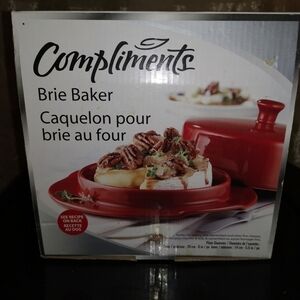 Compliments
Brie Baker
Caquelon pour
brie au four
SEE RECIPE
ON BACK
RECETTE
AU DOS